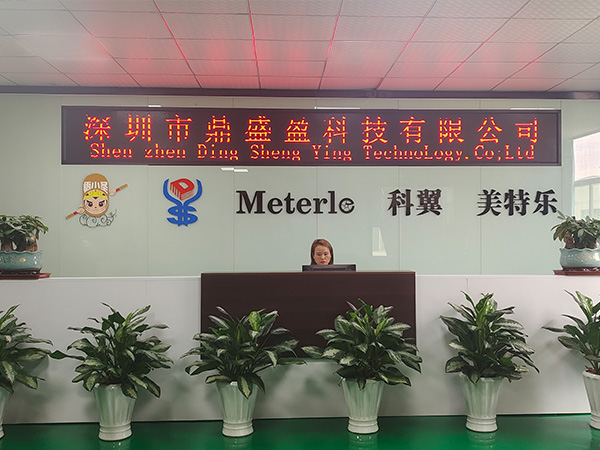 深圳市鼎盛盈科技有限公司
Shen zhen Ding Sheng Ying TechnoLogy.Co;Ltd
Meterlc 科翼 美特乐